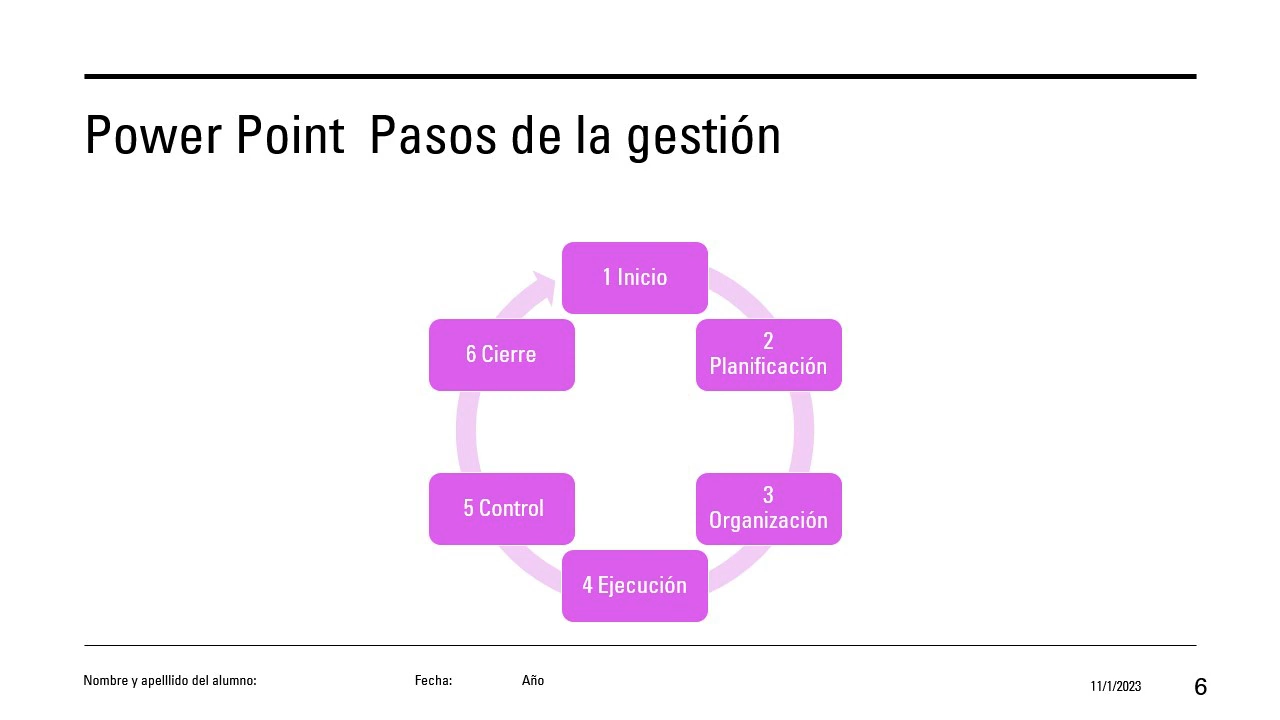 Power Point  Pasos de la gestión
1 Inicio
2
Planificación
3
Organización
4 Ejecución
5 Control
6 Cierre
Nombre y apelllido del alumno:
Fecha:
Año
11/1/2023
6